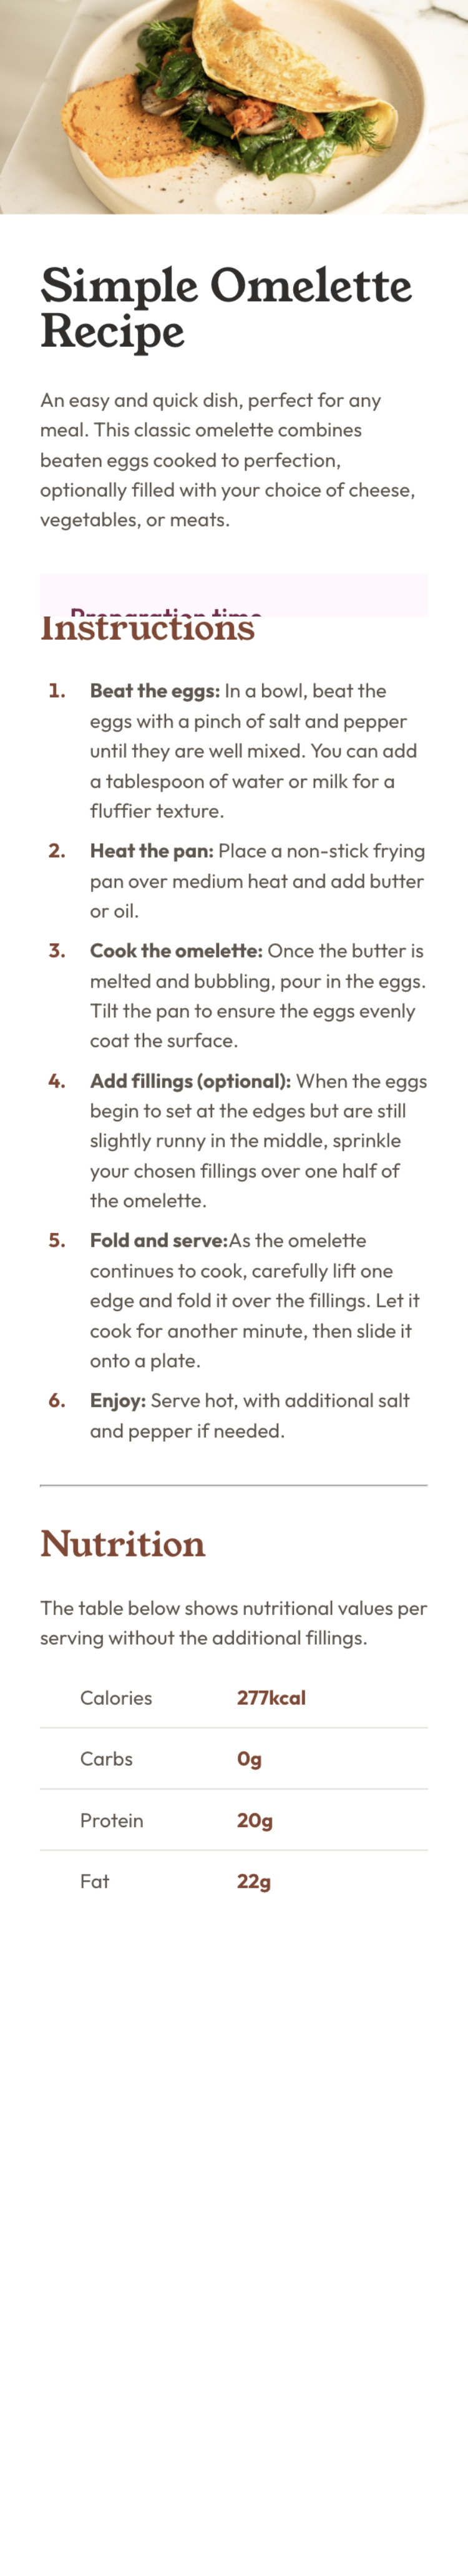 Simple Omelette
Recipe
An easy and quick dish, perfect for any
meal. This classic omelette combines
beaten eggs cooked to perfection,
optionally filled with your choice of cheese,
vegetables, or meats.
Preparation time
Instructions
1. Beat the eggs: In a bowl, beat the
eggs with a pinch of salt and pepper
until they are well mixed. You can add
a tablespoon of water or milk for a
fluffier texture.
2. Heat the pan: Place a non-stick frying
pan over medium heat and add butter
or oil.
3. Cook the omelette: Once the butter is
melted and bubbling, pour in the eggs.
Tilt the pan to ensure the eggs evenly
coat the surface.
4. Add fillings (optional): When the eggs
begin to set at the edges but are still
slightly runny in the middle, sprinkle
your chosen fillings over one half of
the omelette.
5. Fold and serve:As the omelette
continues to cook, carefully lift one
edge and fold it over the fillings. Let it
cook for another minute, then slide it
onto a plate.
6. Enjoy: Serve hot, with additional salt
and pepper if needed.
Nutrition
The table below shows nutritional values per
serving without the additional fillings.
Calories 277kcal
Carbs 0g
Protein 20g
Fat 22g